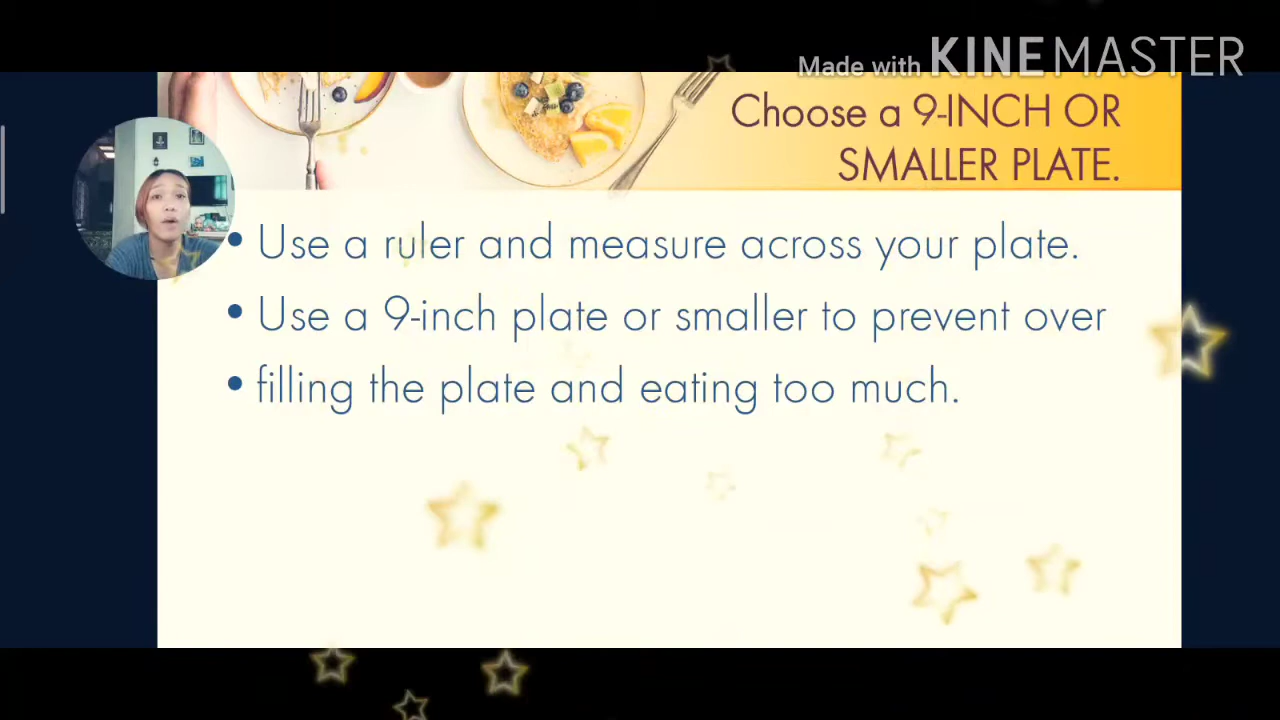 Made with KINEMASTER
Choose a 9-INCH OR
SMALLER PLATE.
• Use a ruler and measure across your plate.
• Use a 9-inch plate or smaller to prevent over
• filling the plate and eating too much.